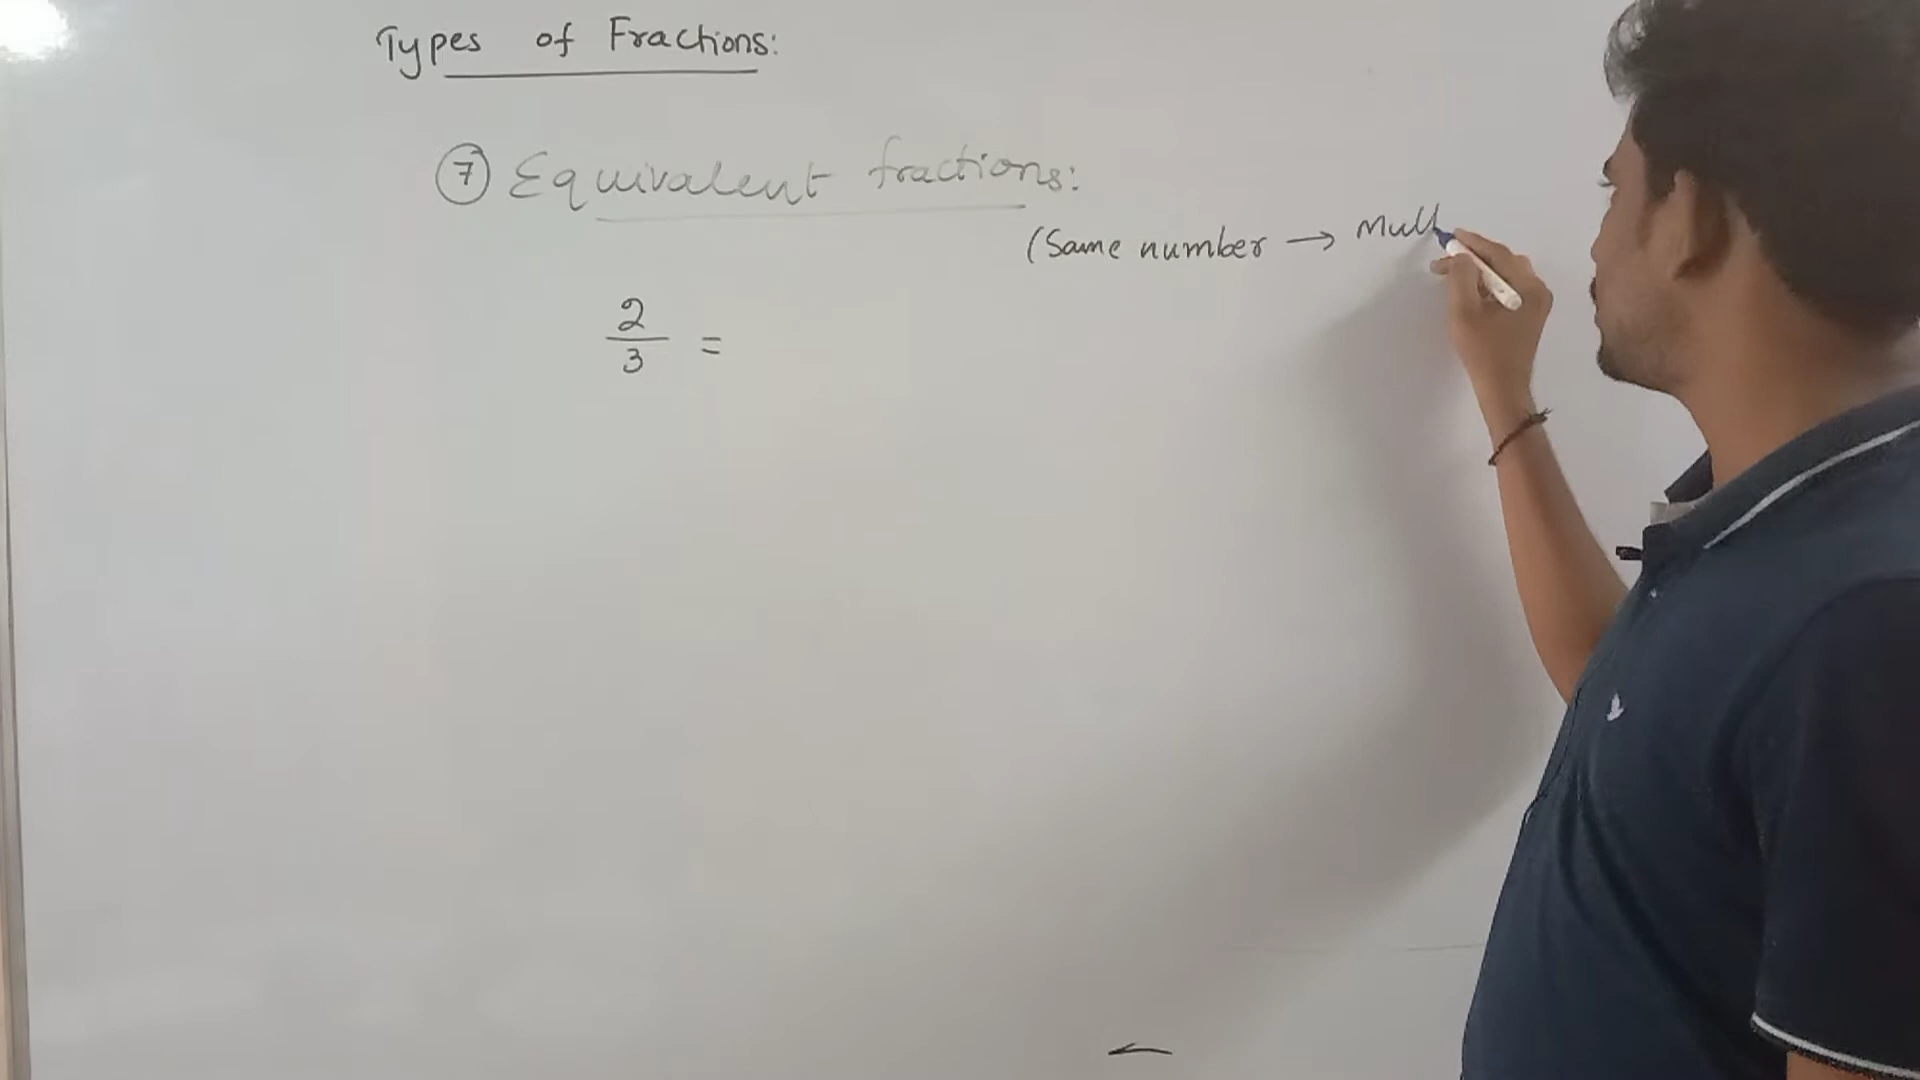 Types of Fractions:
⑦ Equivalent fractions:
(Same number → Mult
2
3 =